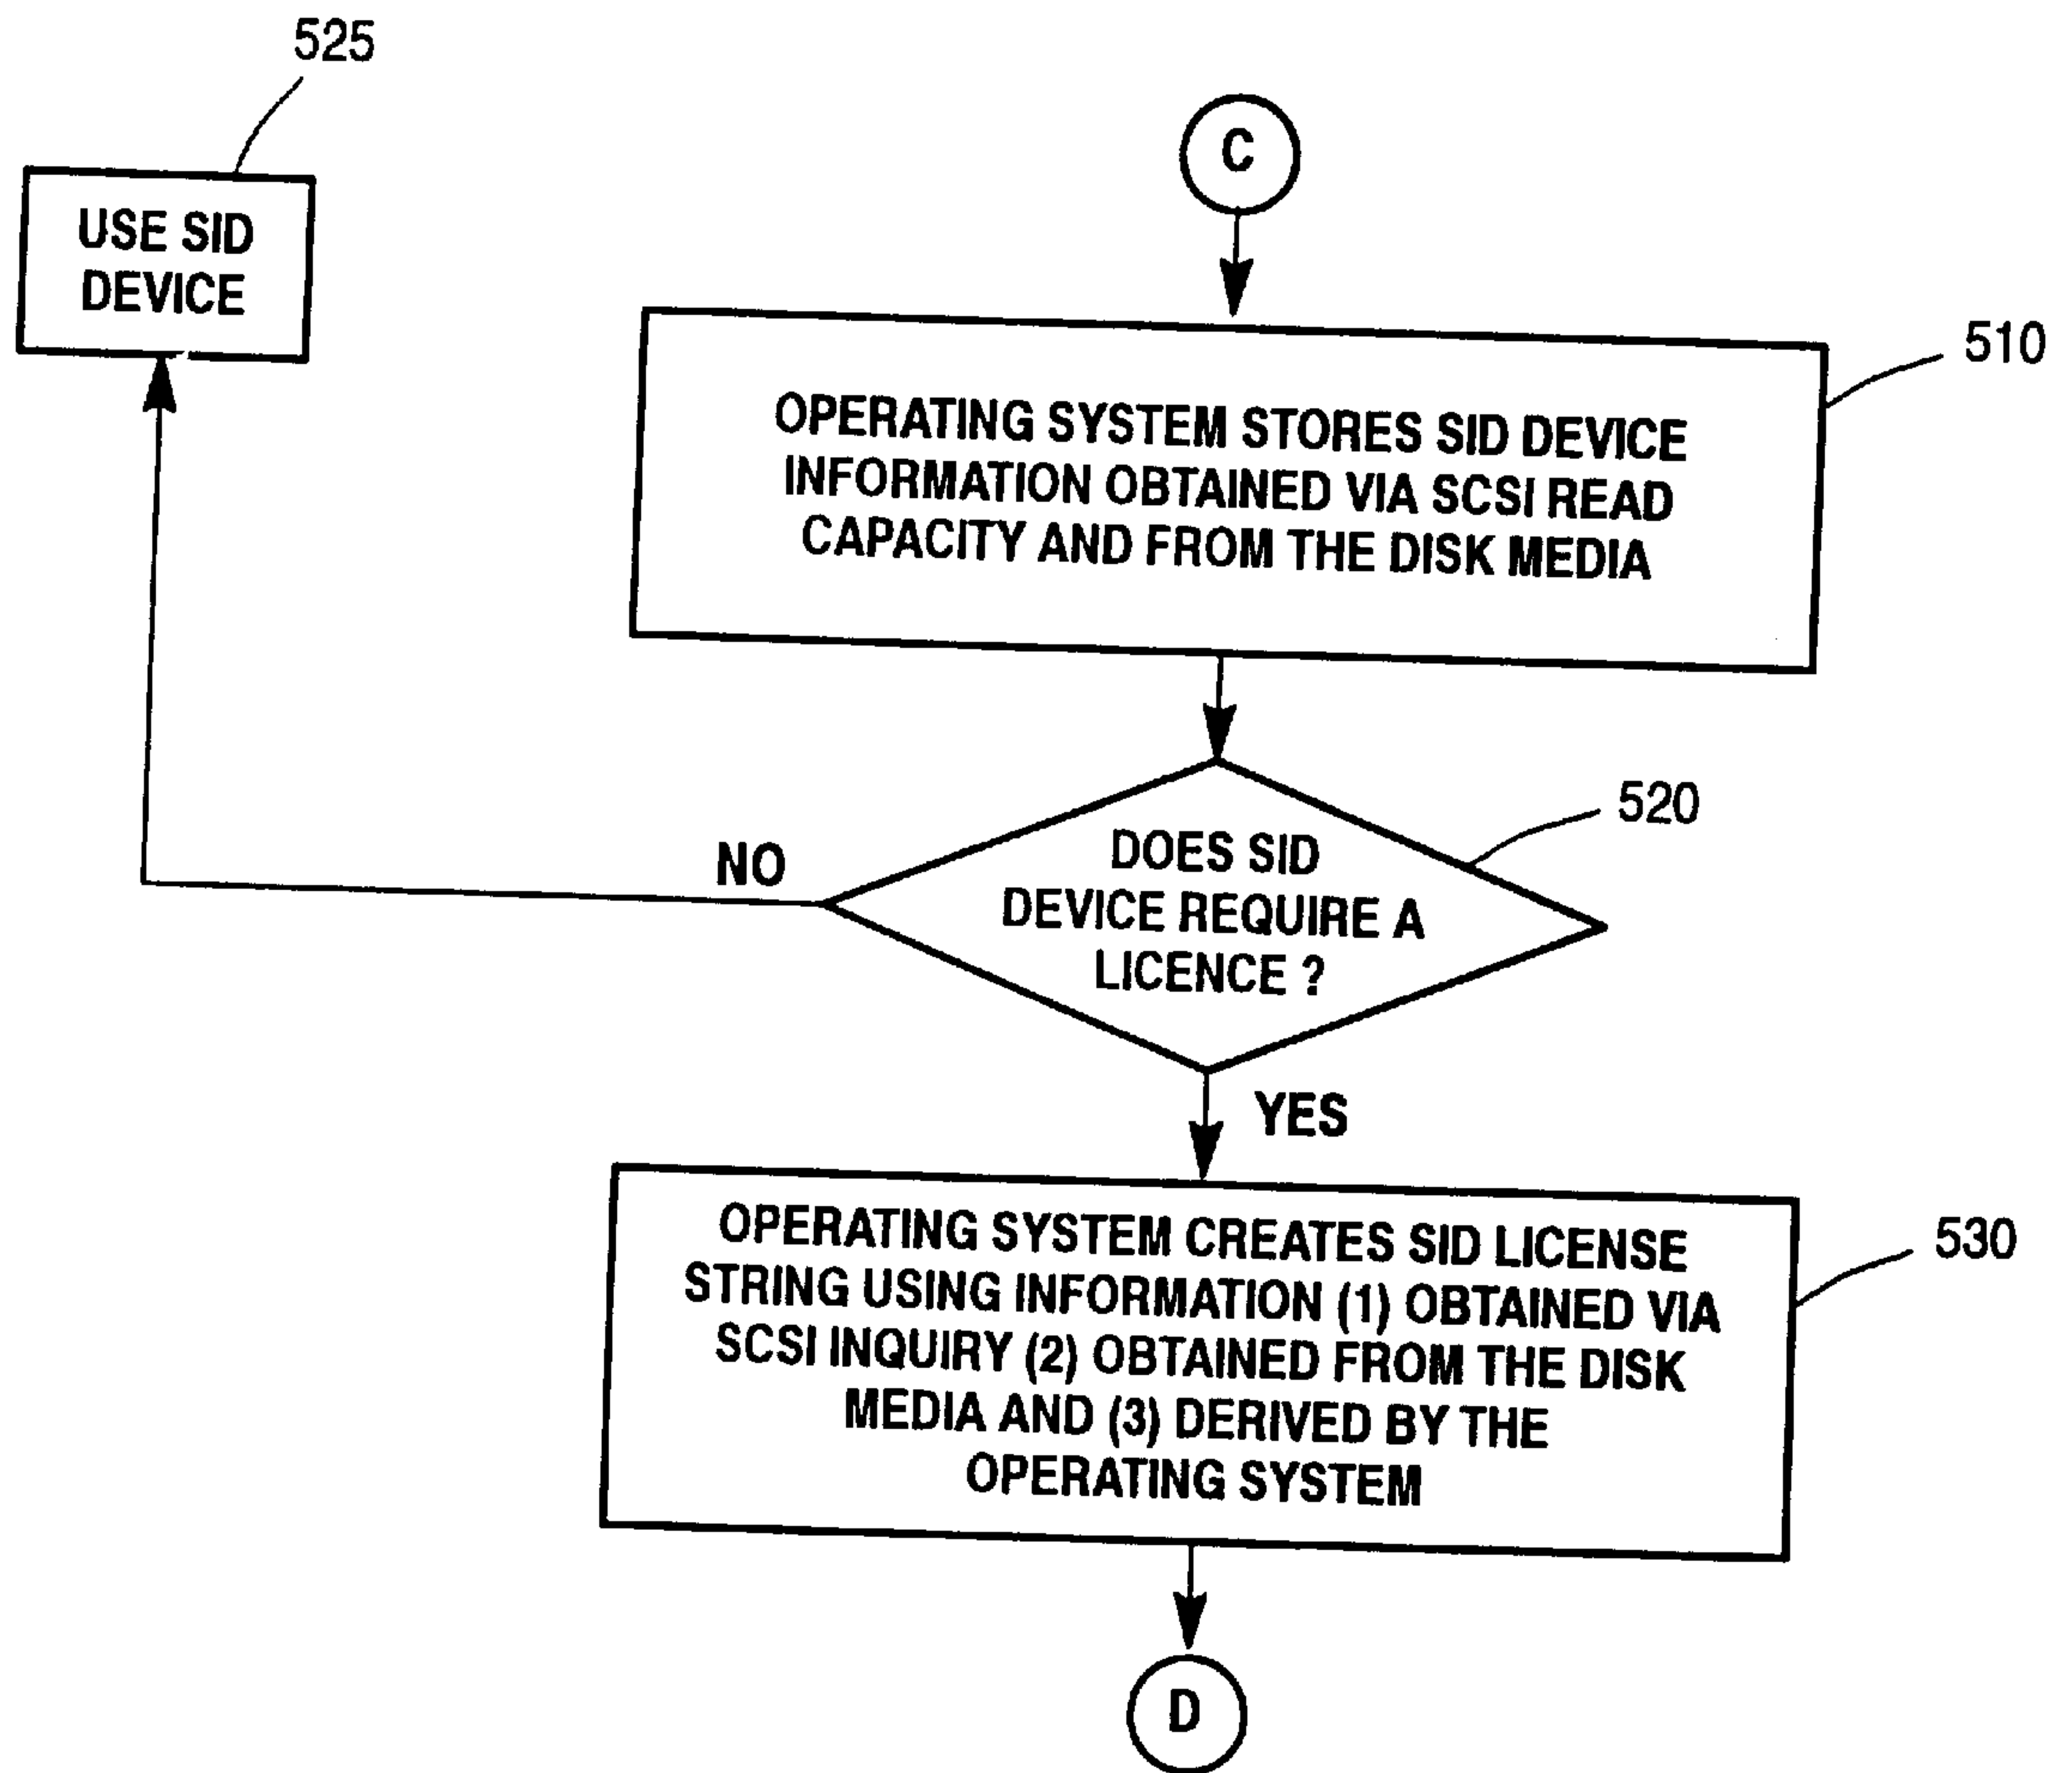 525
C
USE SID
DEVICE
510
OPERATING SYSTEM STORES SID DEVICE
INFORMATION OBTAINED VIA SCSI READ
CAPACITY AND FROM THE DISK MEDIA
520
NO
DOES SID
DEVICE REQUIRE A
LICENCE ?
YES
530
OPERATING SYSTEM CREATES SID LICENSE
STRING USING INFORMATION (1) OBTAINED VIA
SCSI INQUIRY (2) OBTAINED FROM THE DISK
MEDIA AND (3) DERIVED BY THE
OPERATING SYSTEM
D